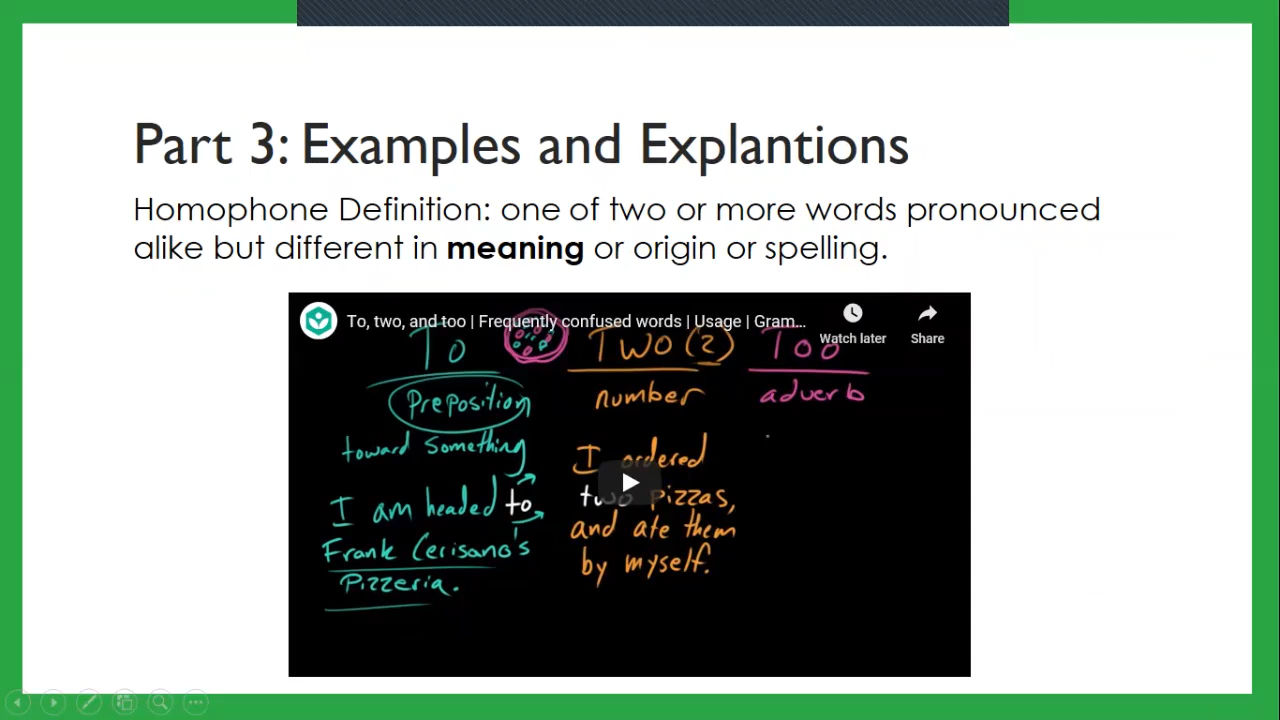 Part 3: Examples and Explantions
Homophone Definition: one of two or more words pronounced
alike but different in meaning or origin or spelling.
To, two, and too | Frequently confused words | Usage | Gram...
Watch later
Share
To
Preposition
toward something
I am headed to
Frank Cerisano's
Pizzeria.
Two (2)
number
I ordered
two pizzas,
and ate them
by myself.
Too
adverb